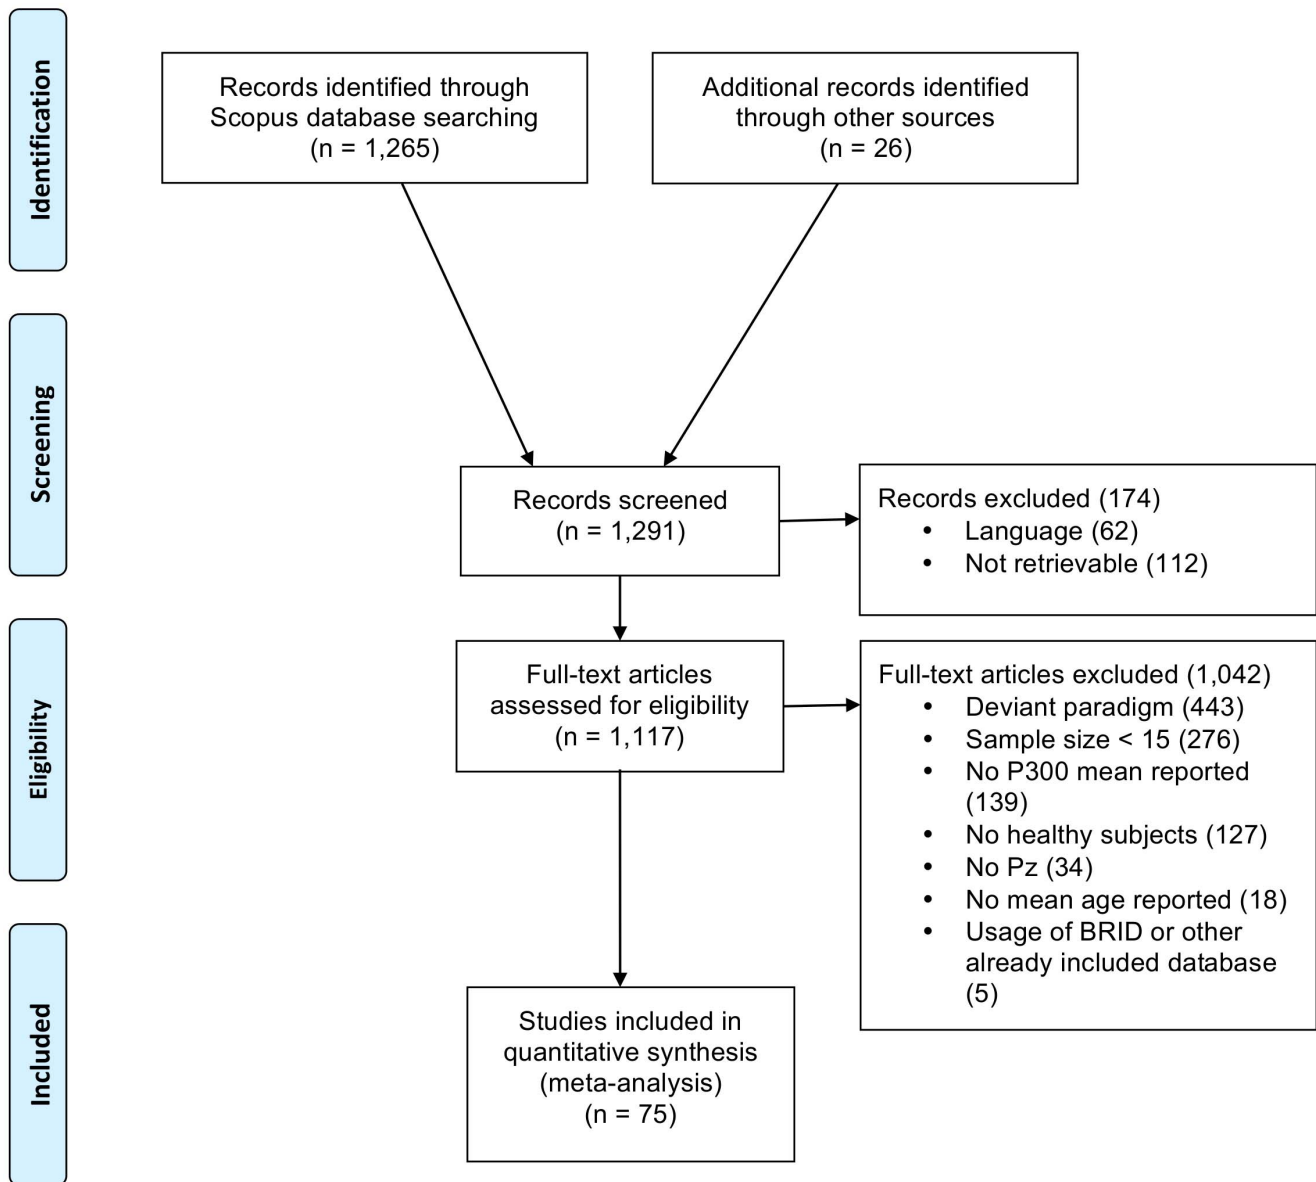 Identification
Records identified through
Scopus database searching
(n = 1,265)
Additional records identified
through other sources
(n = 26)
Screening
Records screened
(n = 1,291)
Records excluded (174)
• Language (62)
• Not retrievable (112)
Eligibility
Full-text articles
assessed for eligibility
(n = 1,117)
Full-text articles excluded (1,042)
• Deviant paradigm (443)
• Sample size < 15 (276)
• No P300 mean reported
(139)
• No healthy subjects (127)
• No Pz (34)
• No mean age reported (18)
• Usage of BRID or other
already included database
(5)
Included
Studies included in
quantitative synthesis
(meta-analysis)
(n = 75)